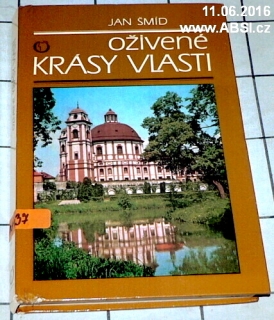 11.06.2016
www.ABSI.cz
JAN ŠMÍD
oživené
KRÁSY VLASTI
37